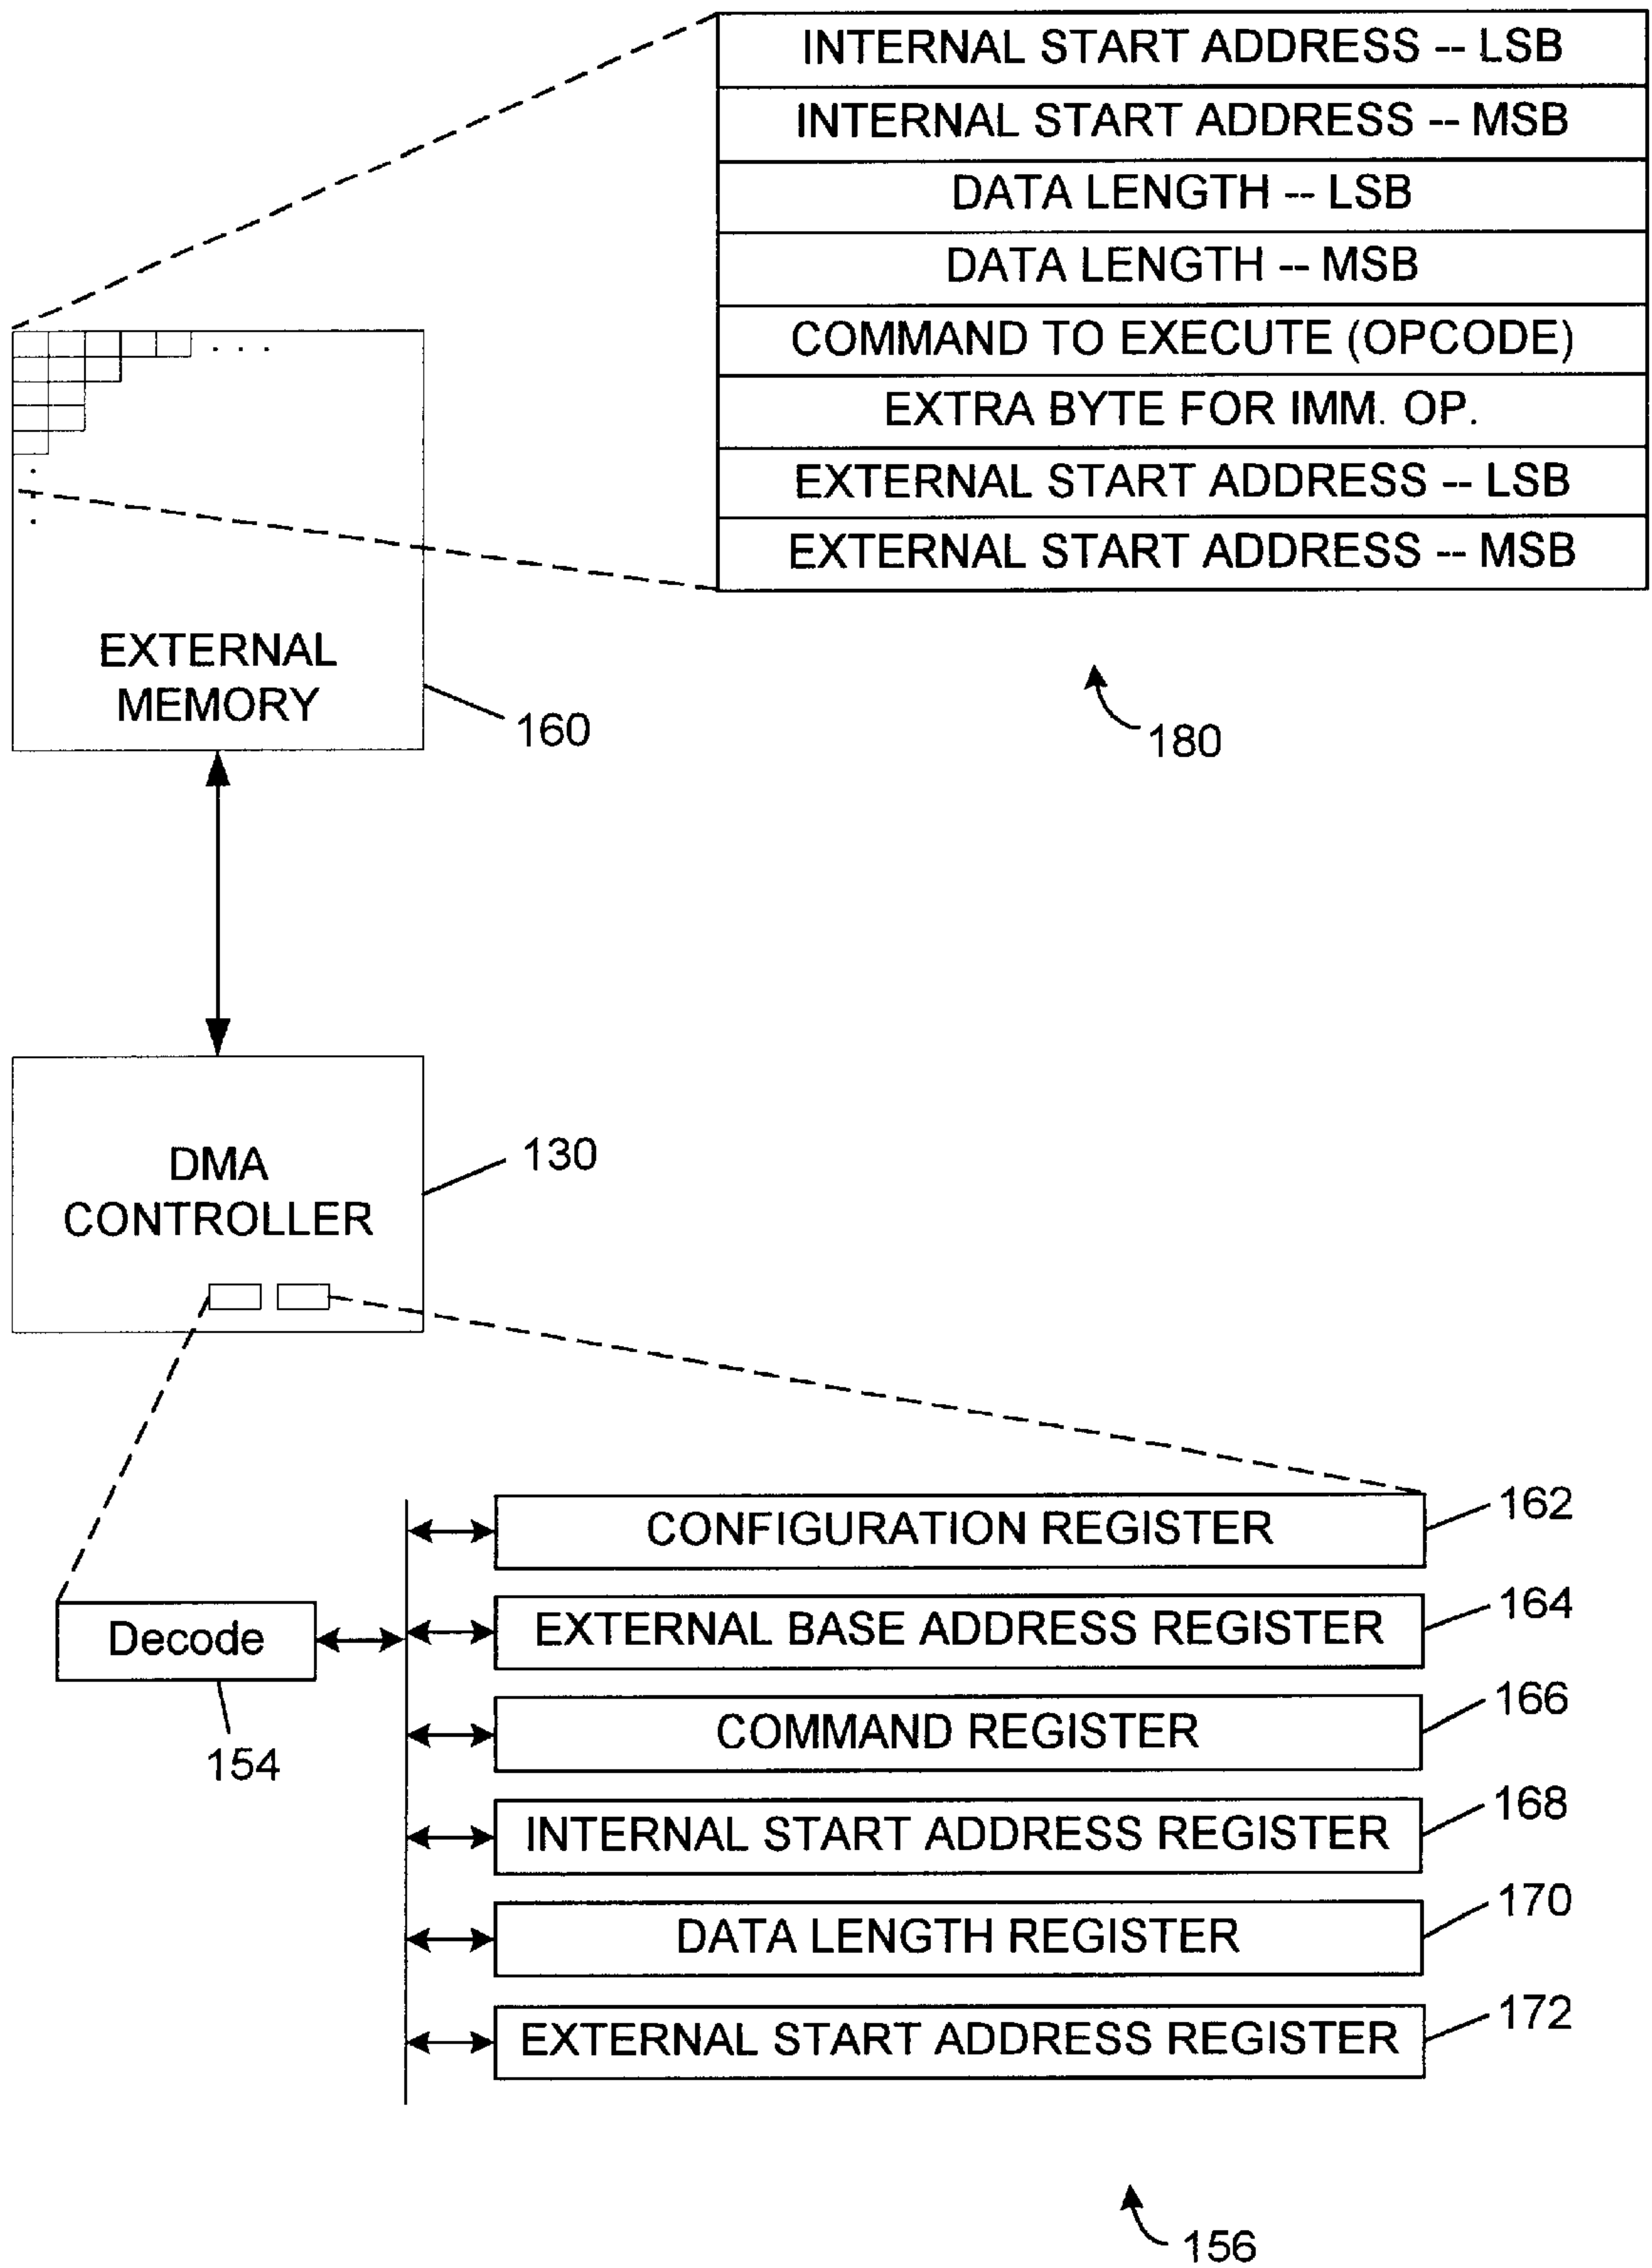 INTERNAL START ADDRESS -- LSB
INTERNAL START ADDRESS -- MSB
DATA LENGTH -- LSB
DATA LENGTH -- MSB
COMMAND TO EXECUTE (OPCODE)
EXTRA BYTE FOR IMM. OP.
EXTERNAL START ADDRESS -- LSB
EXTERNAL START ADDRESS -- MSB
180
. . .
EXTERNAL
MEMORY
160
DMA
CONTROLLER
130
CONFIGURATION REGISTER
162
EXTERNAL BASE ADDRESS REGISTER
164
Decode
154
COMMAND REGISTER
166
INTERNAL START ADDRESS REGISTER
168
DATA LENGTH REGISTER
170
EXTERNAL START ADDRESS REGISTER
172
156